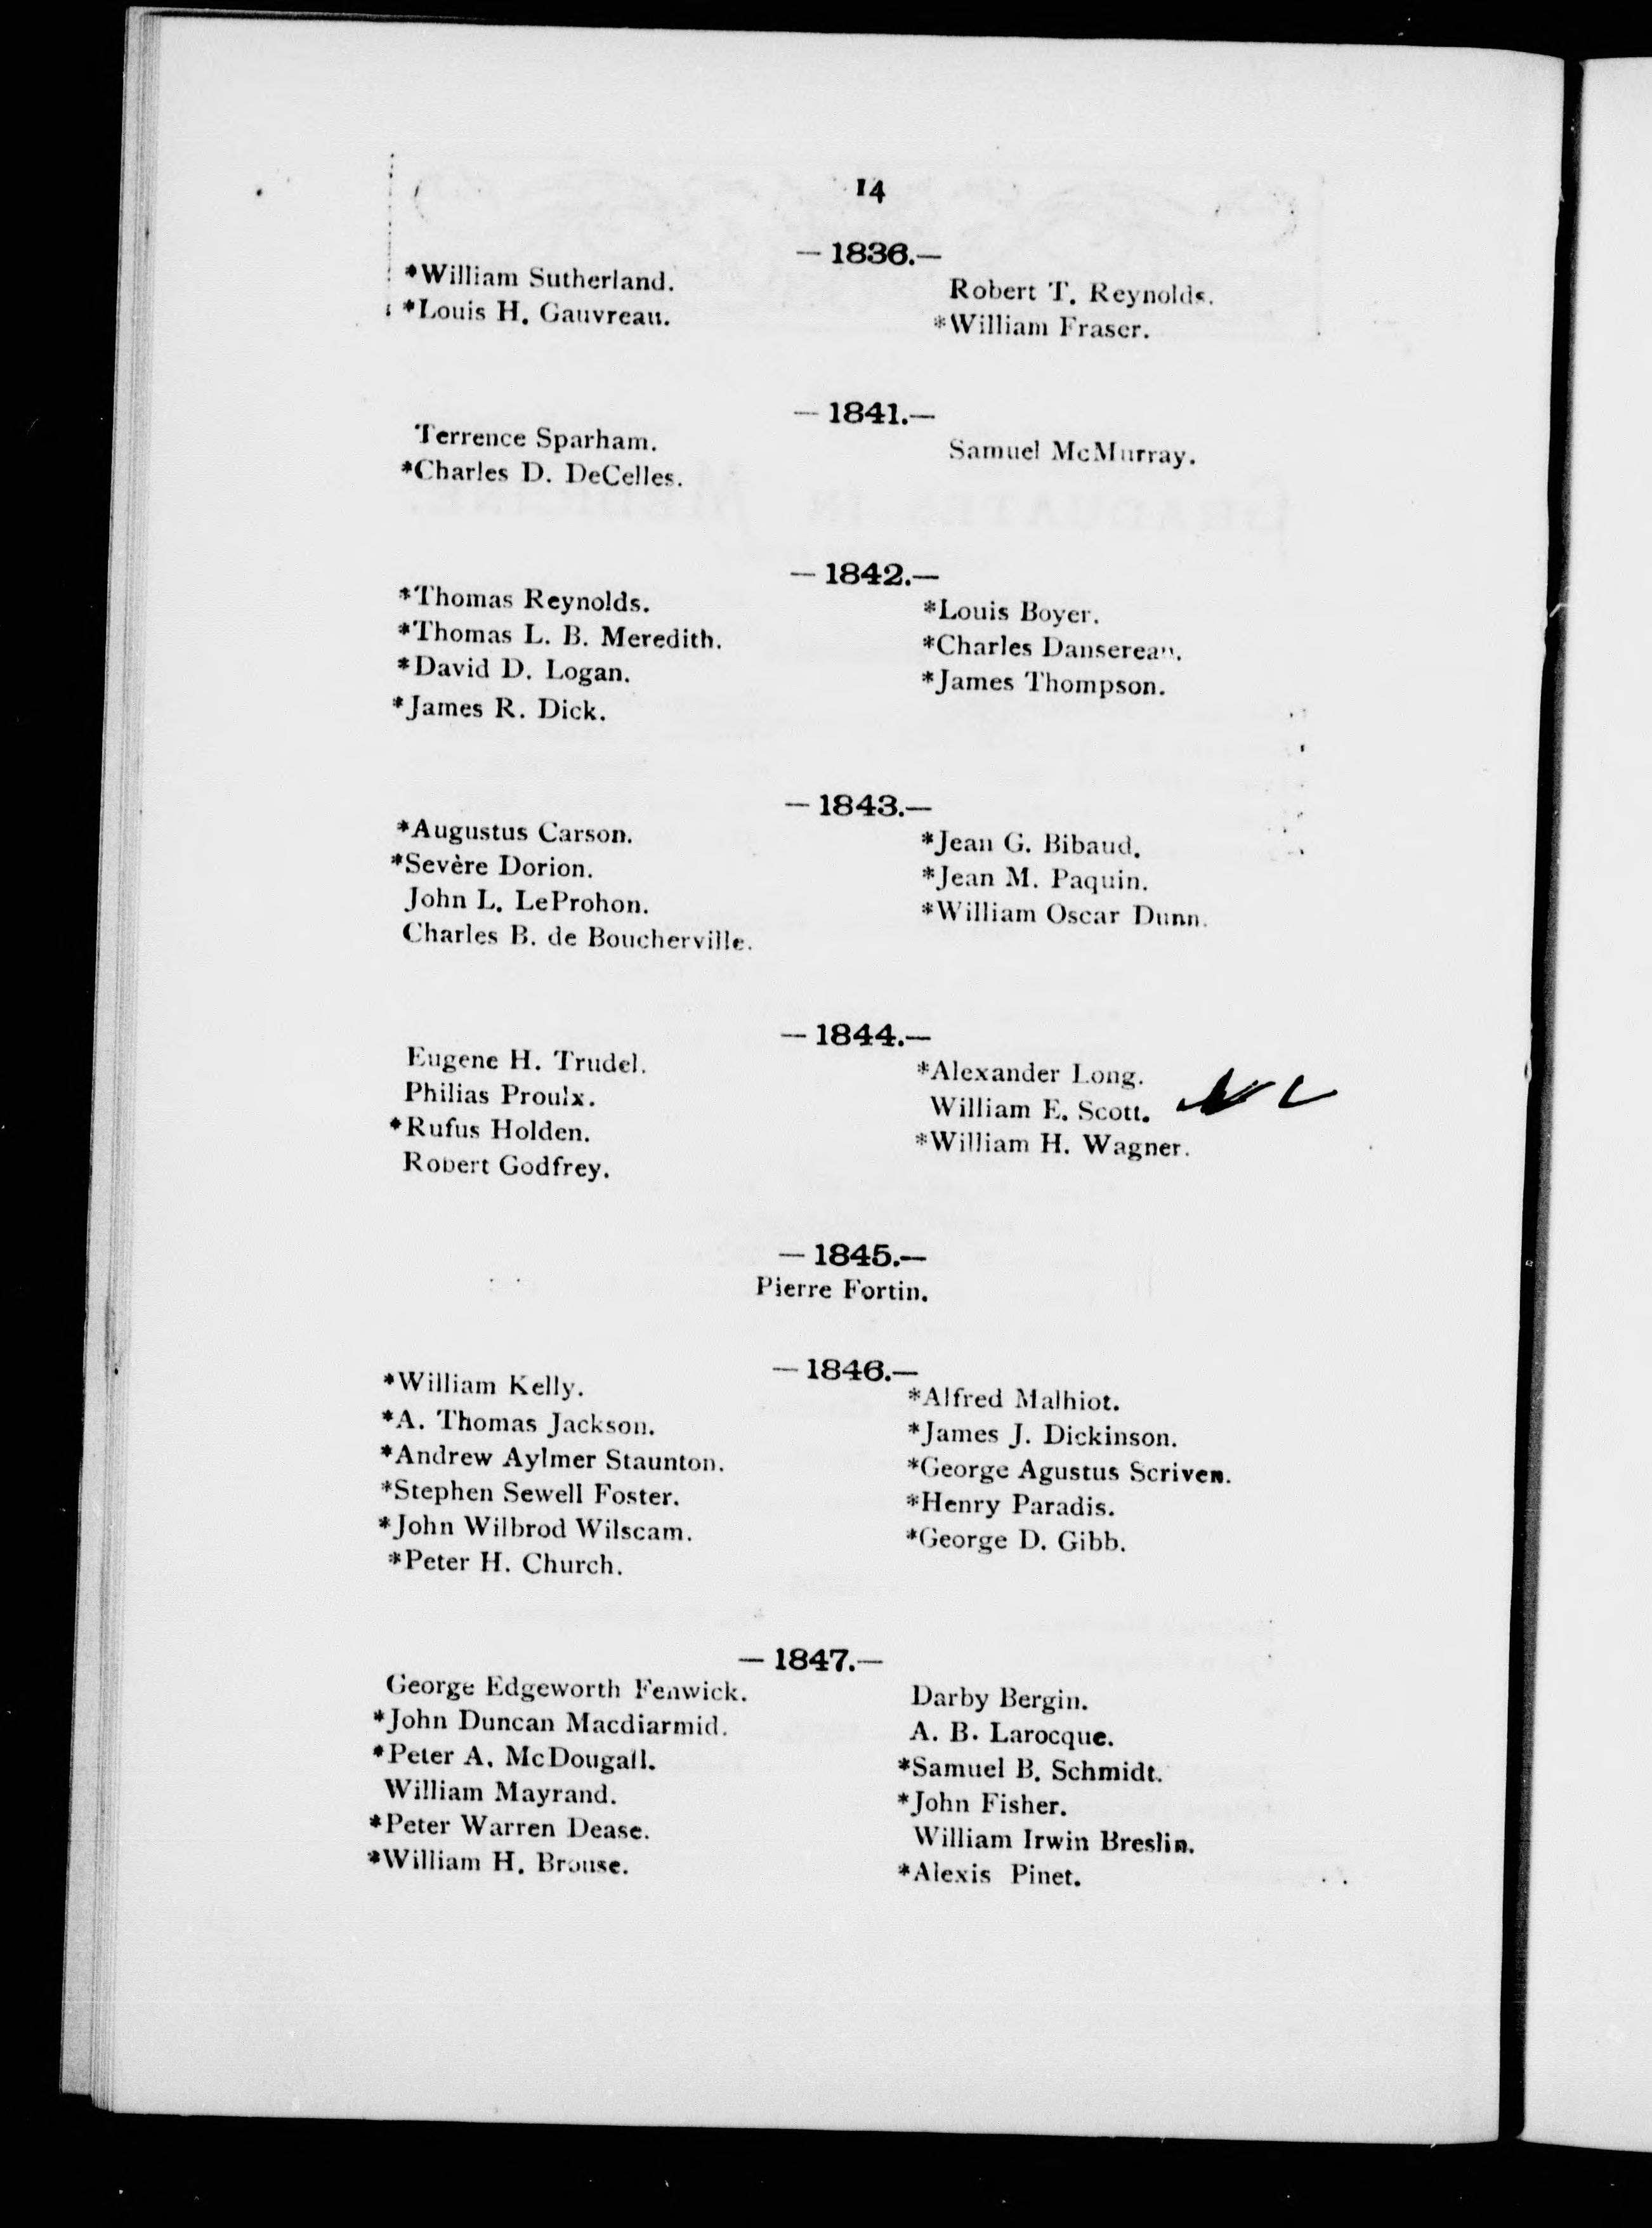 14
— 1836.—
*William Sutherland.
*Louis H. Gauvreau.
Robert T. Reynolds.
*William Fraser.
— 1841.—
Terrence Sparham.
*Charles D. DeCelles.
Samuel McMurray.
— 1842.—
*Thomas Reynolds.
*Thomas L. B. Meredith.
*David D. Logan.
*James R. Dick.
*Louis Boyer.
*Charles Dansereau.
*James Thompson.
— 1843.—
*Augustus Carson.
*Sevère Dorion.
John L. LeProhon.
Charles B. de Boucherville.
*Jean G. Bibaud.
*Jean M. Paquin.
*William Oscar Dunn.
— 1844.—
Eugene H. Trudel.
Philias Proulx.
*Rufus Holden.
Robert Godfrey.
*Alexander Long.
William E. Scott.
*William H. Wagner.
— 1845.—
Pierre Fortin.
— 1846.—
*William Kelly.
*A. Thomas Jackson.
*Andrew Aylmer Staunton.
*Stephen Sewell Foster.
*John Wilbrod Wilscam.
*Peter H. Church.
*Alfred Malhiot.
*James J. Dickinson.
*George Agustus Scriven.
*Henry Paradis.
*George D. Gibb.
— 1847.—
George Edgeworth Fenwick.
*John Duncan Macdiarmid.
*Peter A. McDougall.
William Mayrand.
*Peter Warren Dease.
*William H. Brouse.
Darby Bergin.
A. B. Larocque.
*Samuel B. Schmidt.
*John Fisher.
William Irwin Breslin.
*Alexis Pinet.